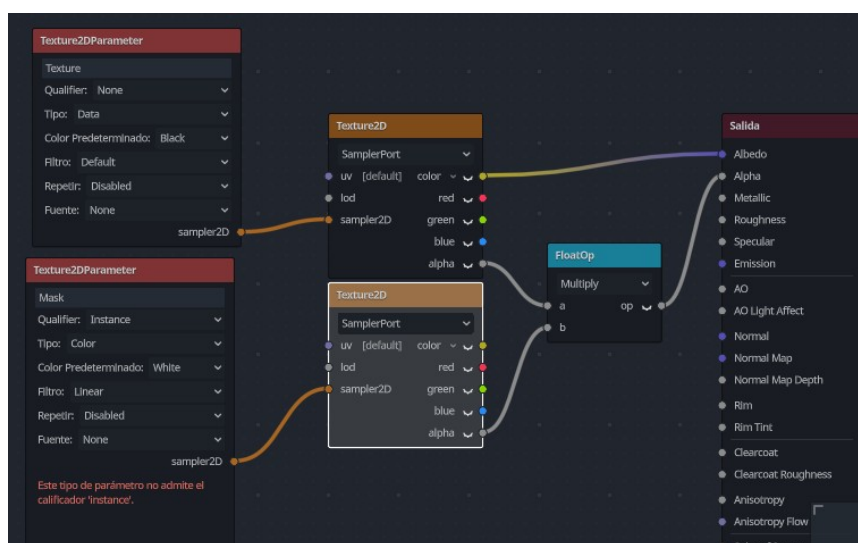 Texture2DParameter
Texture
Qualifier: None
Tipo: Data
Color Predeterminado: Black
Filtro: Default
Repetir: Disabled
Fuente: None
sampler2D
Texture2DParameter
Mask
Qualifier: Instance
Tipo: Color
Color Predeterminado: White
Filtro: Linear
Repetir: Disabled
Fuente: None
sampler2D
Este tipo de parámetro no admite el
calificador 'instance'.
Texture2D
SamplerPort
uv [default] color
lod red
sampler2D green
blue
alpha
Texture2D
SamplerPort
uv [default] color
lod red
sampler2D green
blue
alpha
FloatOp
Multiply
a op
b
Salida
Albedo
Alpha
Metallic
Roughness
Specular
Emission
AO
AO Light Affect
Normal
Normal Map
Normal Map Depth
Rim
Rim Tint
Clearcoat
Clearcoat Roughness
Anisotropy
Anisotropy Flow